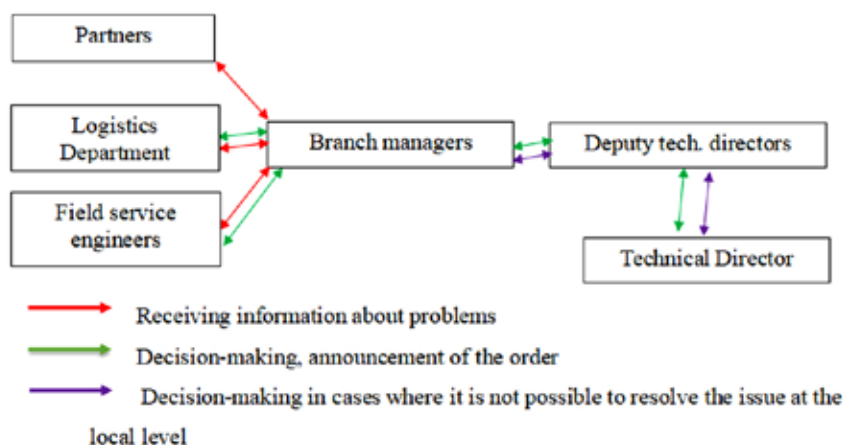 Partners
Logistics
Department
Branch managers
Deputy tech. directors
Field service
engineers
Technical Director
Receiving information about problems
Decision-making, announcement of the order
Decision-making in cases where it is not possible to resolve the issue at the
local level